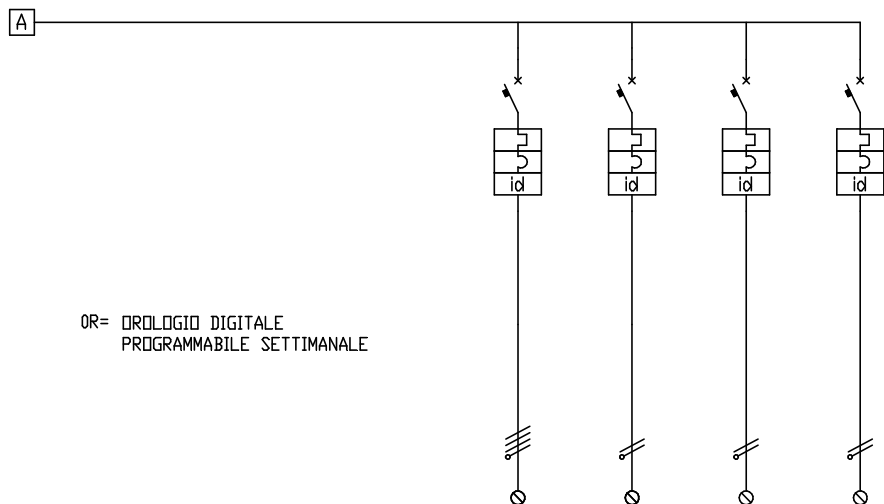 A
id id id id
OR= OROLOGIO DIGITALE
PROGRAMMABILE SETTIMANALE